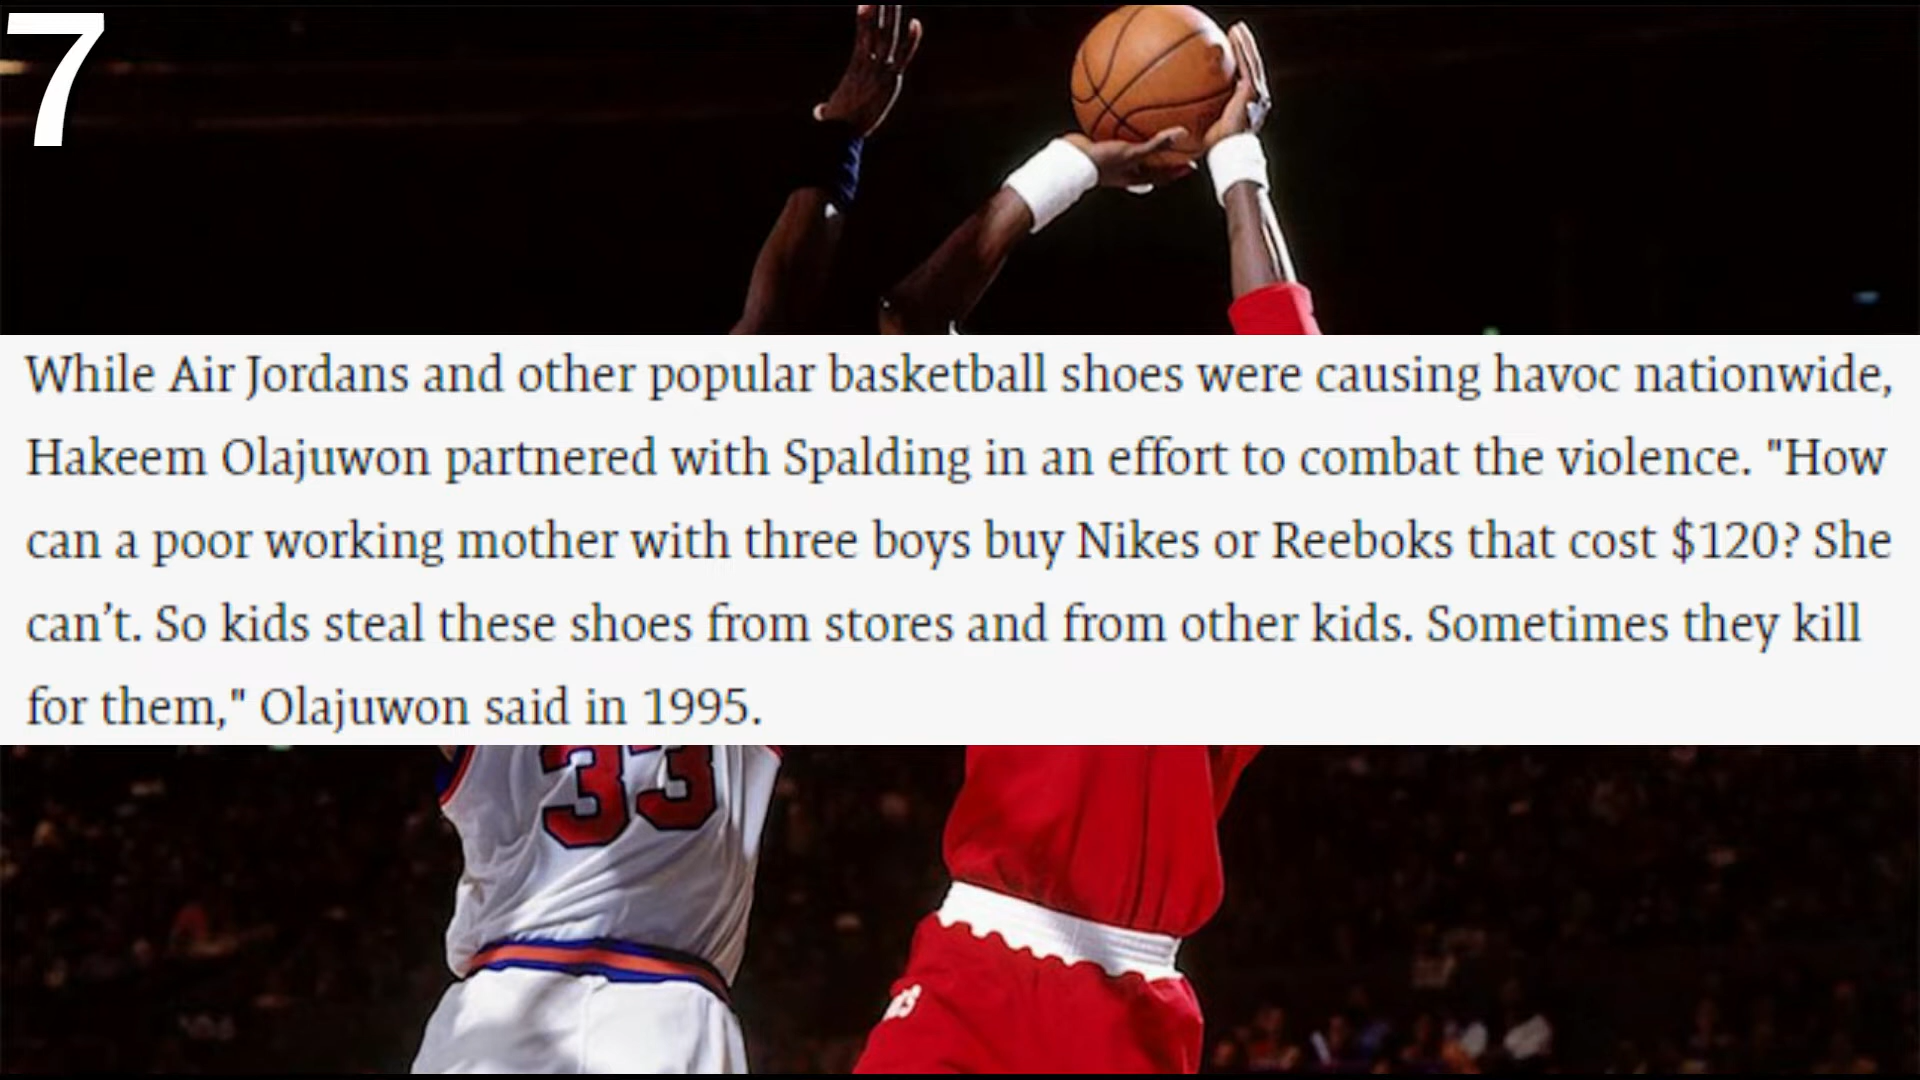 7
While Air Jordans and other popular basketball shoes were causing havoc nationwide,
Hakeem Olajuwon partnered with Spalding in an effort to combat the violence. "How
can a poor working mother with three boys buy Nikes or Reeboks that cost $120? She
can’t. So kids steal these shoes from stores and from other kids. Sometimes they kill
for them," Olajuwon said in 1995.
33